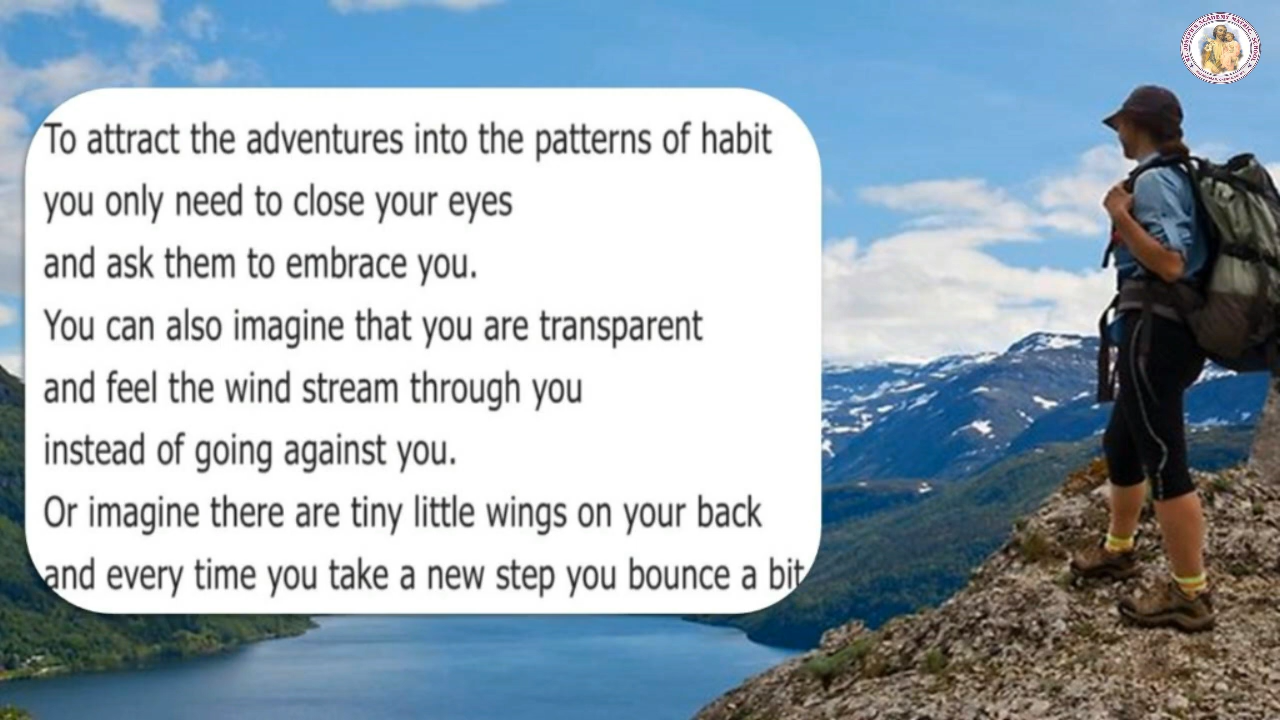 To attract the adventures into the patterns of habit
you only need to close your eyes
and ask them to embrace you.
You can also imagine that you are transparent
and feel the wind stream through you
instead of going against you.
Or imagine there are tiny little wings on your back
and every time you take a new step you bounce a bit